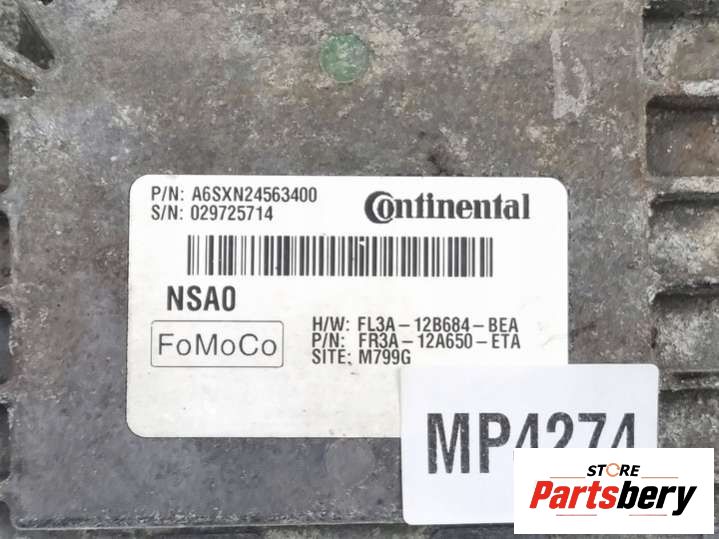 P/N: A6SXN24563400
S/N: 029725714
Continental
NSA0
FoMoCo
H/W: FL3A-12B684-BEA
P/N: FR3A-12A650-ETA
SITE: M799G
MP4274
STORE
Partsbery